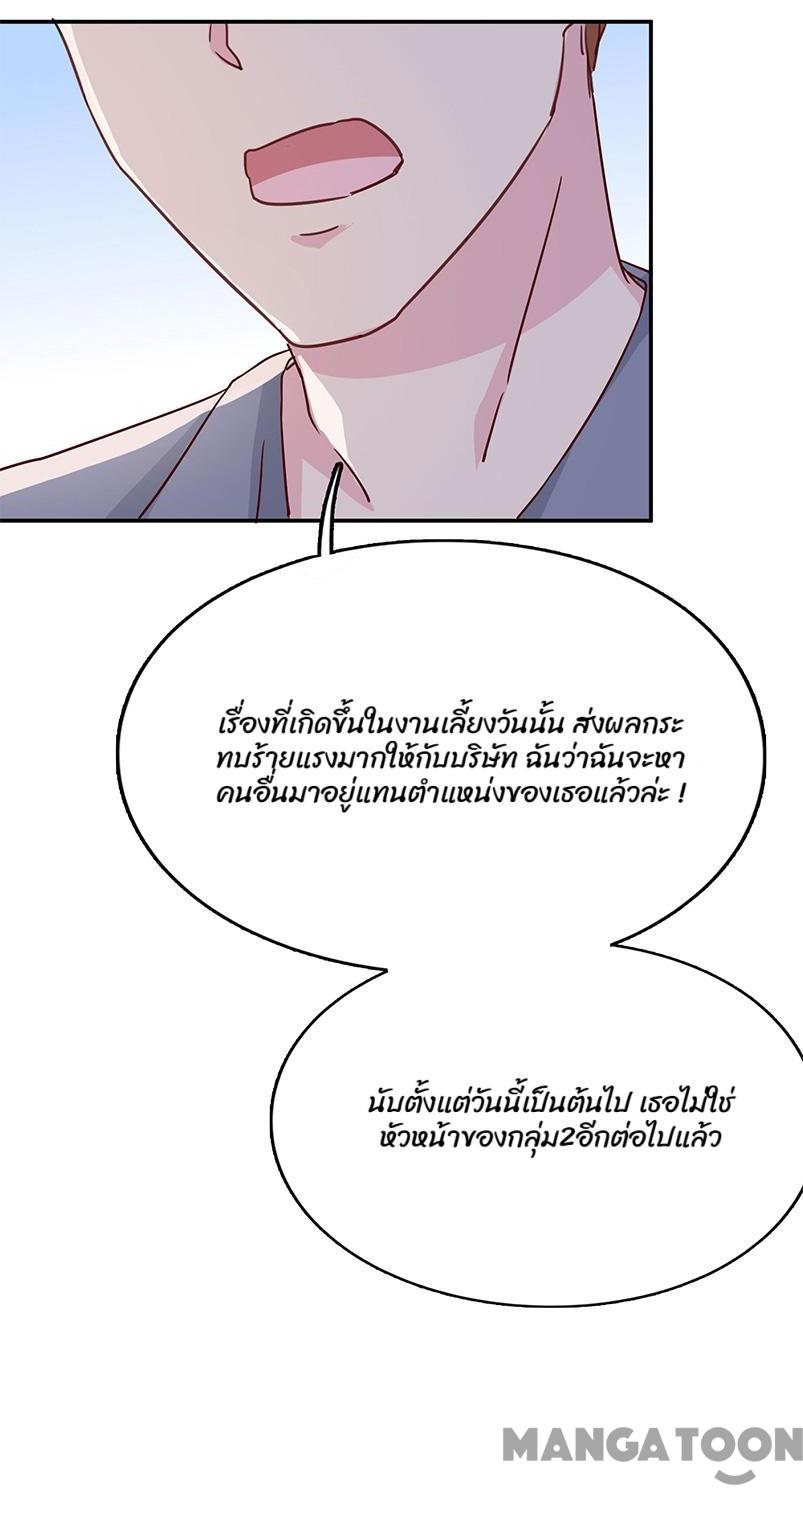 เรื่องที่เกิดขึ้นในงานเลี้ยงวันนั้น ส่งผลกระ
ทบร้ายแรงมากให้กับบริษัท ฉันว่าฉันจะหา
คนอื่นมาอยู่แทนตำแหน่งของเธอแล้วล่ะ !
นับตั้งแต่วันนี้เป็นต้นไป เธอไม่ใช่
หัวหน้าของกลุ่ม2อีกต่อไปแล้ว
MANGATOON